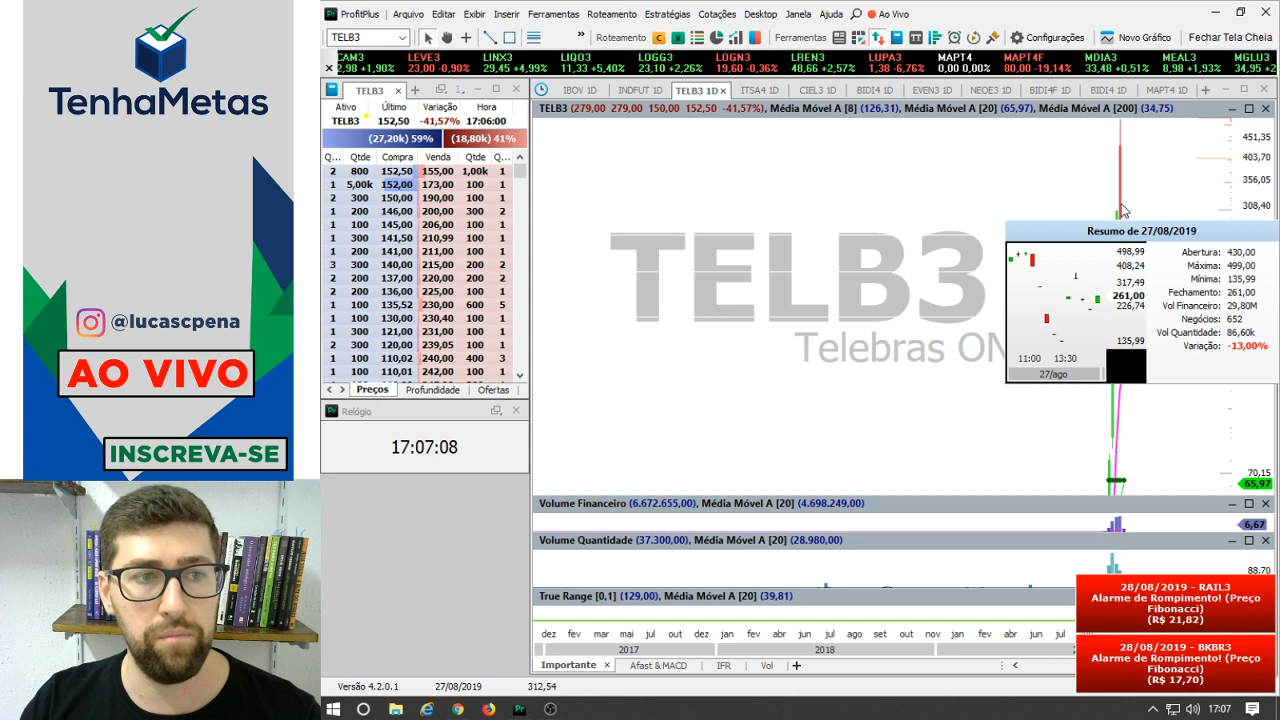 TenhaMetas
@lucascpena
AO VIVO
INSCREVA-SE
ProfitPlus Arquivo Editar Exibir Inserir Ferramentas Roteamento Estratégias Cotações Desktop Janela Ajuda Ao Vivo
TELB3 » Roteamento Ferramentas Configurações Novo Gráfico Fechar Tela Cheia
CAM3 LEVE3 LINX3 LIQO3 LOGG3 LOGN3 LREN3 LUPA3 MAPT4 MAPT4F MDIA3 MEAL3 MGLU3
2,98 +1,90% 23,00 -0,90% 29,45 +4,99% 11,33 +5,40% 23,10 +2,26% 19,60 -0,36% 48,66 +2,57% 1,38 -6,76% 0,00 0,00% 80,00 -19,14% 33,48 +0,51% 8,98 +1,93% 34,95 +2
TELB3
Ativo Último Variação Hora
TELB3 152,50 -41,57% 17:06:00
(27,20k) 59% (18,80k) 41%
Q... Qtde Compra Venda Qtde Q...
2 800 152,50 155,00 1,00k 1
1 5,00k 152,00 173,00 100 1
2 300 150,00 190,00 100 1
1 200 146,00 200,00 300 2
1 100 145,00 206,00 100 1
1 300 141,50 210,99 100 1
1 200 141,00 211,00 100 1
3 300 140,00 215,00 200 2
2 200 137,00 220,00 200 2
2 200 136,00 225,00 100 1
1 100 135,52 230,00 600 5
1 100 130,00 230,40 100 1
1 300 121,00 231,00 100 1
2 300 120,00 239,05 100 1
1 100 110,02 240,00 400 3
1 100 110,01 242,00 100 1
Preços Profundidade Ofertas
Relógio
17:07:08
IBOV 1D INDFUT 1D TELB3 1D ITSA4 1D CIEL3 1D BIDI4 1D EVEN3 1D NEOE3 1D BIDI4F 1D BIDI4 1D MAPT4 1D
TELB3 (279,00 279,00 150,00 152,50 -41,57%), Média Móvel A [8] (126,31), Média Móvel A [20] (65,97), Média Móvel A [200] (34,75)
TELB3
Telebras ON
451,35
403,70
356,05
308,40
70,15
65,97
Resumo de 27/08/2019
498,99
408,24
317,49
261,00
226,74
135,99
11:00 13:30
27/ago
Abertura: 430,00
Máxima: 499,00
Mínima: 135,99
Fechamento: 261,00
Vol Financeiro: 29,80M
Negócios: 652
Vol Quantidade: 86,60k
Variação: -13,00%
Volume Financeiro (6.672.655,00), Média Móvel A [20] (4.698.249,00)
6,67
Volume Quantidade (37.300,00), Média Móvel A [20] (28.980,00)
88.70
True Range [0,1] (129,00), Média Móvel A [20] (39,81)
dez fev mar mai jul out dez jan fev abr mai jul ago set out nov jan fev abr
2017 2018
Importante Afast & MACD IFR Vol
28/08/2019 - RAIL3
Alarme de Rompimento! (Preço
Fibonacci)
(R$ 21,82)
28/08/2019 - BKBR3
Alarme de Rompimento! (Preço
Fibonacci)
(R$ 17,70)
Versão 4.2.0.1 27/08/2019 312,54
17:07